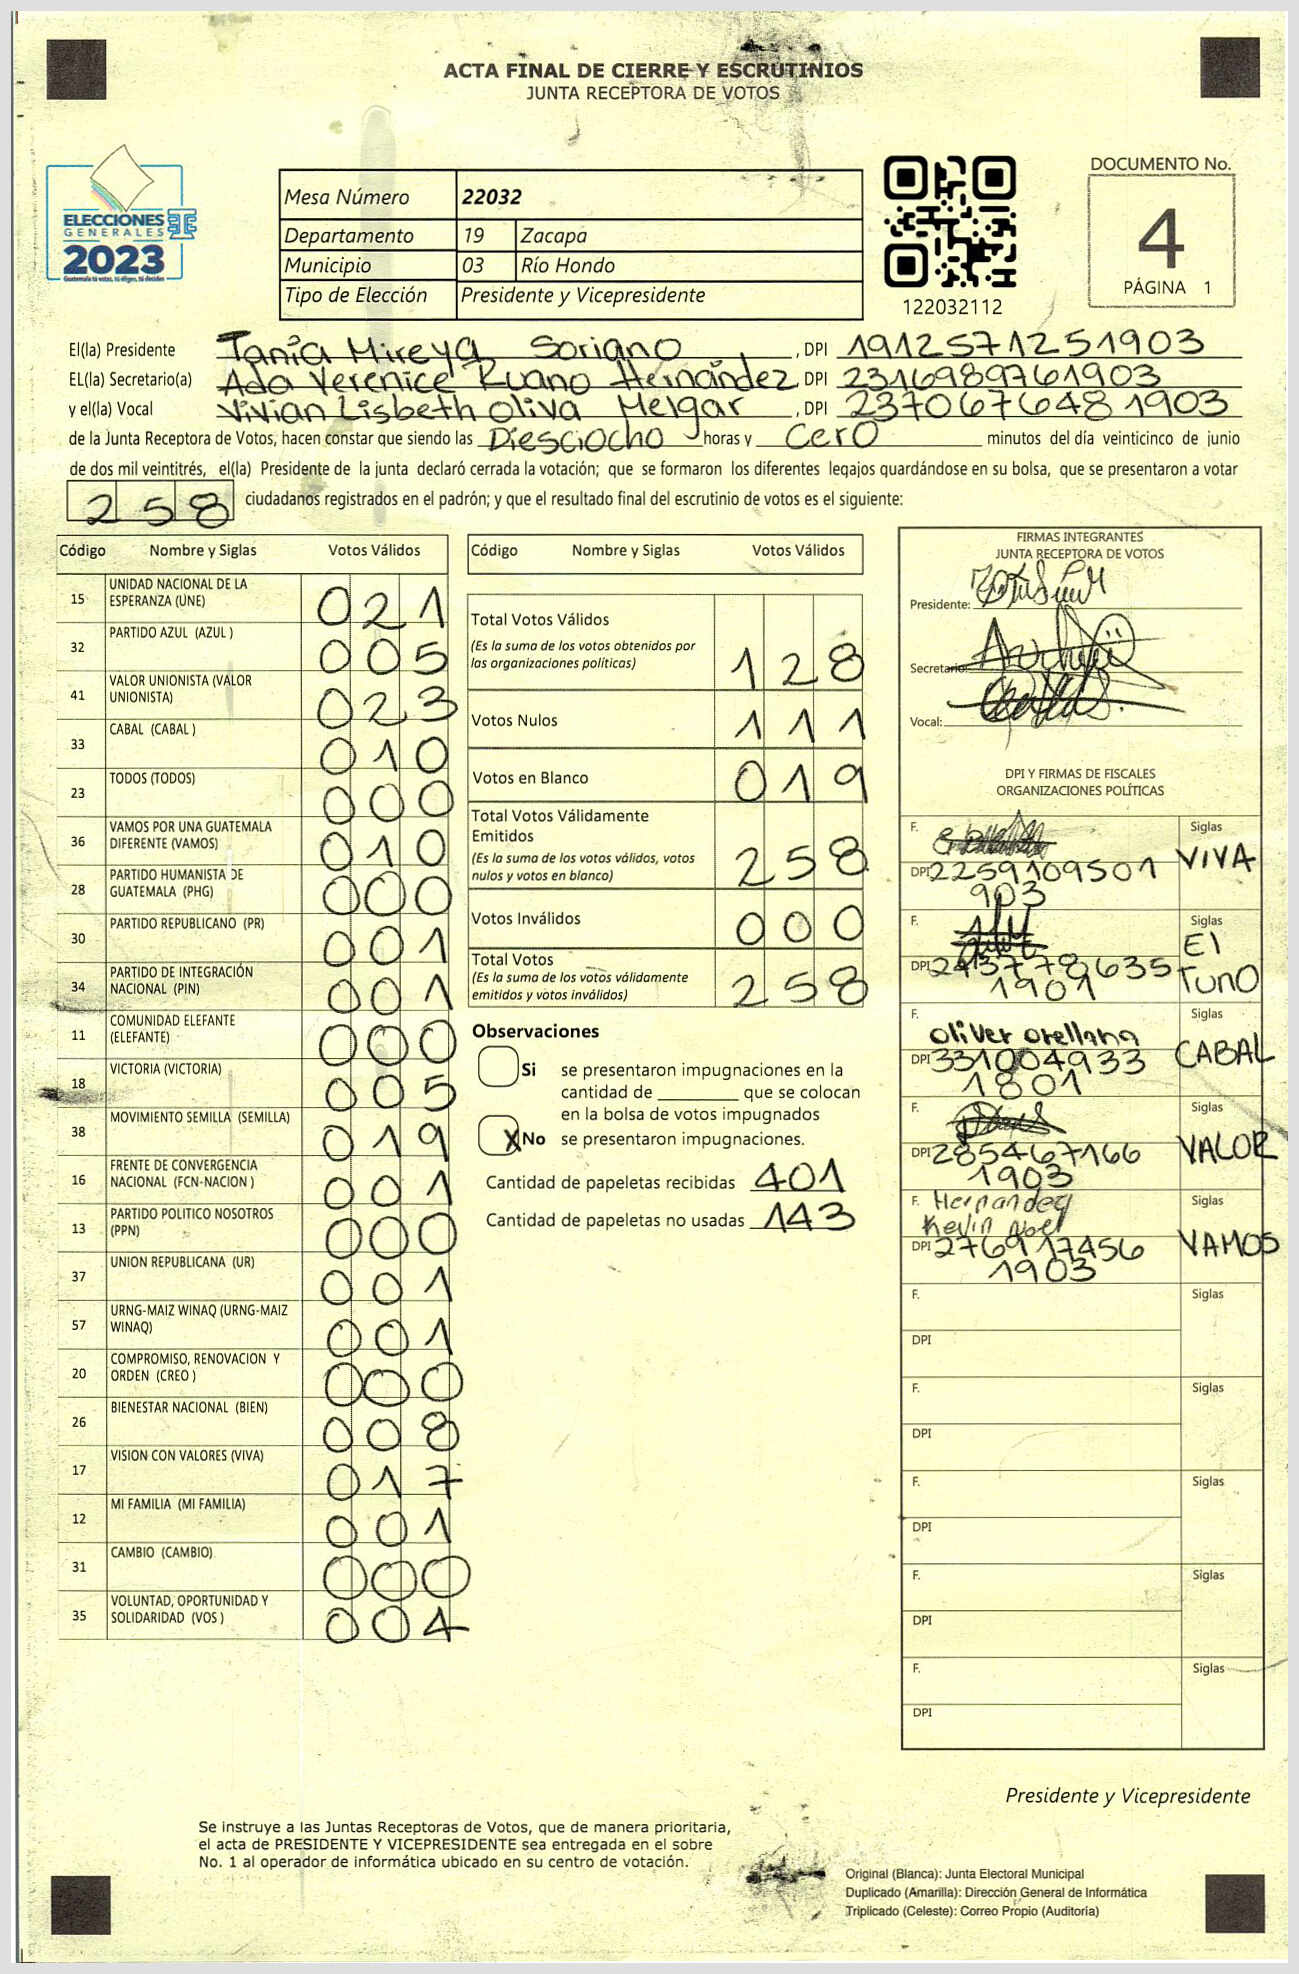 ACTA FINAL DE CIERRE Y ESCRUTINIOS
JUNTA RECEPTORA DE VOTOS
ELECCIONES
GENERALES
2023
Guatemala tú votas, tú eliges, tú decides
Mesa Número 22032
Departamento 19 Zacapa
Municipio 03 Río Hondo
Tipo de Elección Presidente y Vicepresidente
122032112
DOCUMENTO No.
4
PÁGINA 1
El(la) Presidente Tania Mireya Soriano, DPI 1912571251903
EL(la) Secretario(a) Ada Verenice Ruano Hernández DPI 2316989761903
y el(la) Vocal Vivian Lisbeth Oliva Melgar, DPI 2370676481903
de la Junta Receptora de Votos, hacen constar que siendo las Diesciocho horas y Cero minutos del día veinticinco de junio
de dos mil veintitrés, el(la) Presidente de la junta declaró cerrada la votación; que se formaron los diferentes legajos quardándose en su bolsa, que se presentaron a votar
258 ciudadanos registrados en el padrón; y que el resultado final del escrutinio de votos es el siguiente:
Código Nombre y Siglas Votos Válidos
15 UNIDAD NACIONAL DE LA ESPERANZA (UNE) 021
32 PARTIDO AZUL (AZUL ) 005
41 VALOR UNIONISTA (VALOR UNIONISTA) 023
33 CABAL (CABAL ) 010
23 TODOS (TODOS) 000
36 VAMOS POR UNA GUATEMALA DIFERENTE (VAMOS) 010
28 PARTIDO HUMANISTA DE GUATEMALA (PHG) 000
30 PARTIDO REPUBLICANO (PR) 001
34 PARTIDO DE INTEGRACIÓN NACIONAL (PIN) 001
11 COMUNIDAD ELEFANTE (ELEFANTE) 000
18 VICTORIA (VICTORIA) 005
38 MOVIMIENTO SEMILLA (SEMILLA) 019
16 FRENTE DE CONVERGENCIA NACIONAL (FCN-NACION ) 001
13 PARTIDO POLITICO NOSOTROS (PPN) 000
37 UNION REPUBLICANA (UR) 001
57 URNG-MAIZ WINAQ (URNG-MAIZ WINAQ) 001
20 COMPROMISO, RENOVACION Y ORDEN (CREO ) 000
26 BIENESTAR NACIONAL (BIEN) 008
17 VISION CON VALORES (VIVA) 017
12 MI FAMILIA (MI FAMILIA) 001
31 CAMBIO (CAMBIO) 000
35 VOLUNTAD, OPORTUNIDAD Y SOLIDARIDAD (VOS ) 004
Código Nombre y Siglas Votos Válidos
Total Votos Válidos
(Es la suma de los votos obtenidos por
las organizaciones políticas) 128
Votos Nulos 111
Votos en Blanco 019
Total Votos Válidamente
Emitidos
(Es la suma de los votos válidos, votos
nulos y votos en blanco) 258
Votos Inválidos 000
Total Votos
(Es la suma de los votos válidamente
emitidos y votos inválidos) 258
Observaciones
Si se presentaron impugnaciones en la
cantidad de ________ que se colocan
en la bolsa de votos impugnados
X No se presentaron impugnaciones.
Cantidad de papeletas recibidas 401
Cantidad de papeletas no usadas 143
FIRMAS INTEGRANTES
JUNTA RECEPTORA DE VOTOS
Presidente:
Secretario:
Vocal:
DPI Y FIRMAS DE FISCALES
ORGANIZACIONES POLÍTICAS
F. Siglas VIVA
DPI 2259109501
903
F. Siglas El Tuno
DPI 243778635
1901
F. Oliver Orellana Siglas CABAL
DPI 331004933
1801
F. Siglas VALOR
DPI 285467166
1903
F. Hernandez
Kevin Noel Siglas VAMOS
DPI 276917456
1903
F. Siglas
DPI
F. Siglas
DPI
F. Siglas
DPI
F. Siglas
DPI
F. Siglas
DPI
Presidente y Vicepresidente
Se instruye a las Juntas Receptoras de Votos, que de manera prioritaria,
el acta de PRESIDENTE Y VICEPRESIDENTE sea entregada en el sobre
No. 1 al operador de informática ubicado en su centro de votación.
Original (Blanca): Junta Electoral Municipal
Duplicado (Amarilla): Dirección General de Informática
Triplicado (Celeste): Correo Propio (Auditoria)